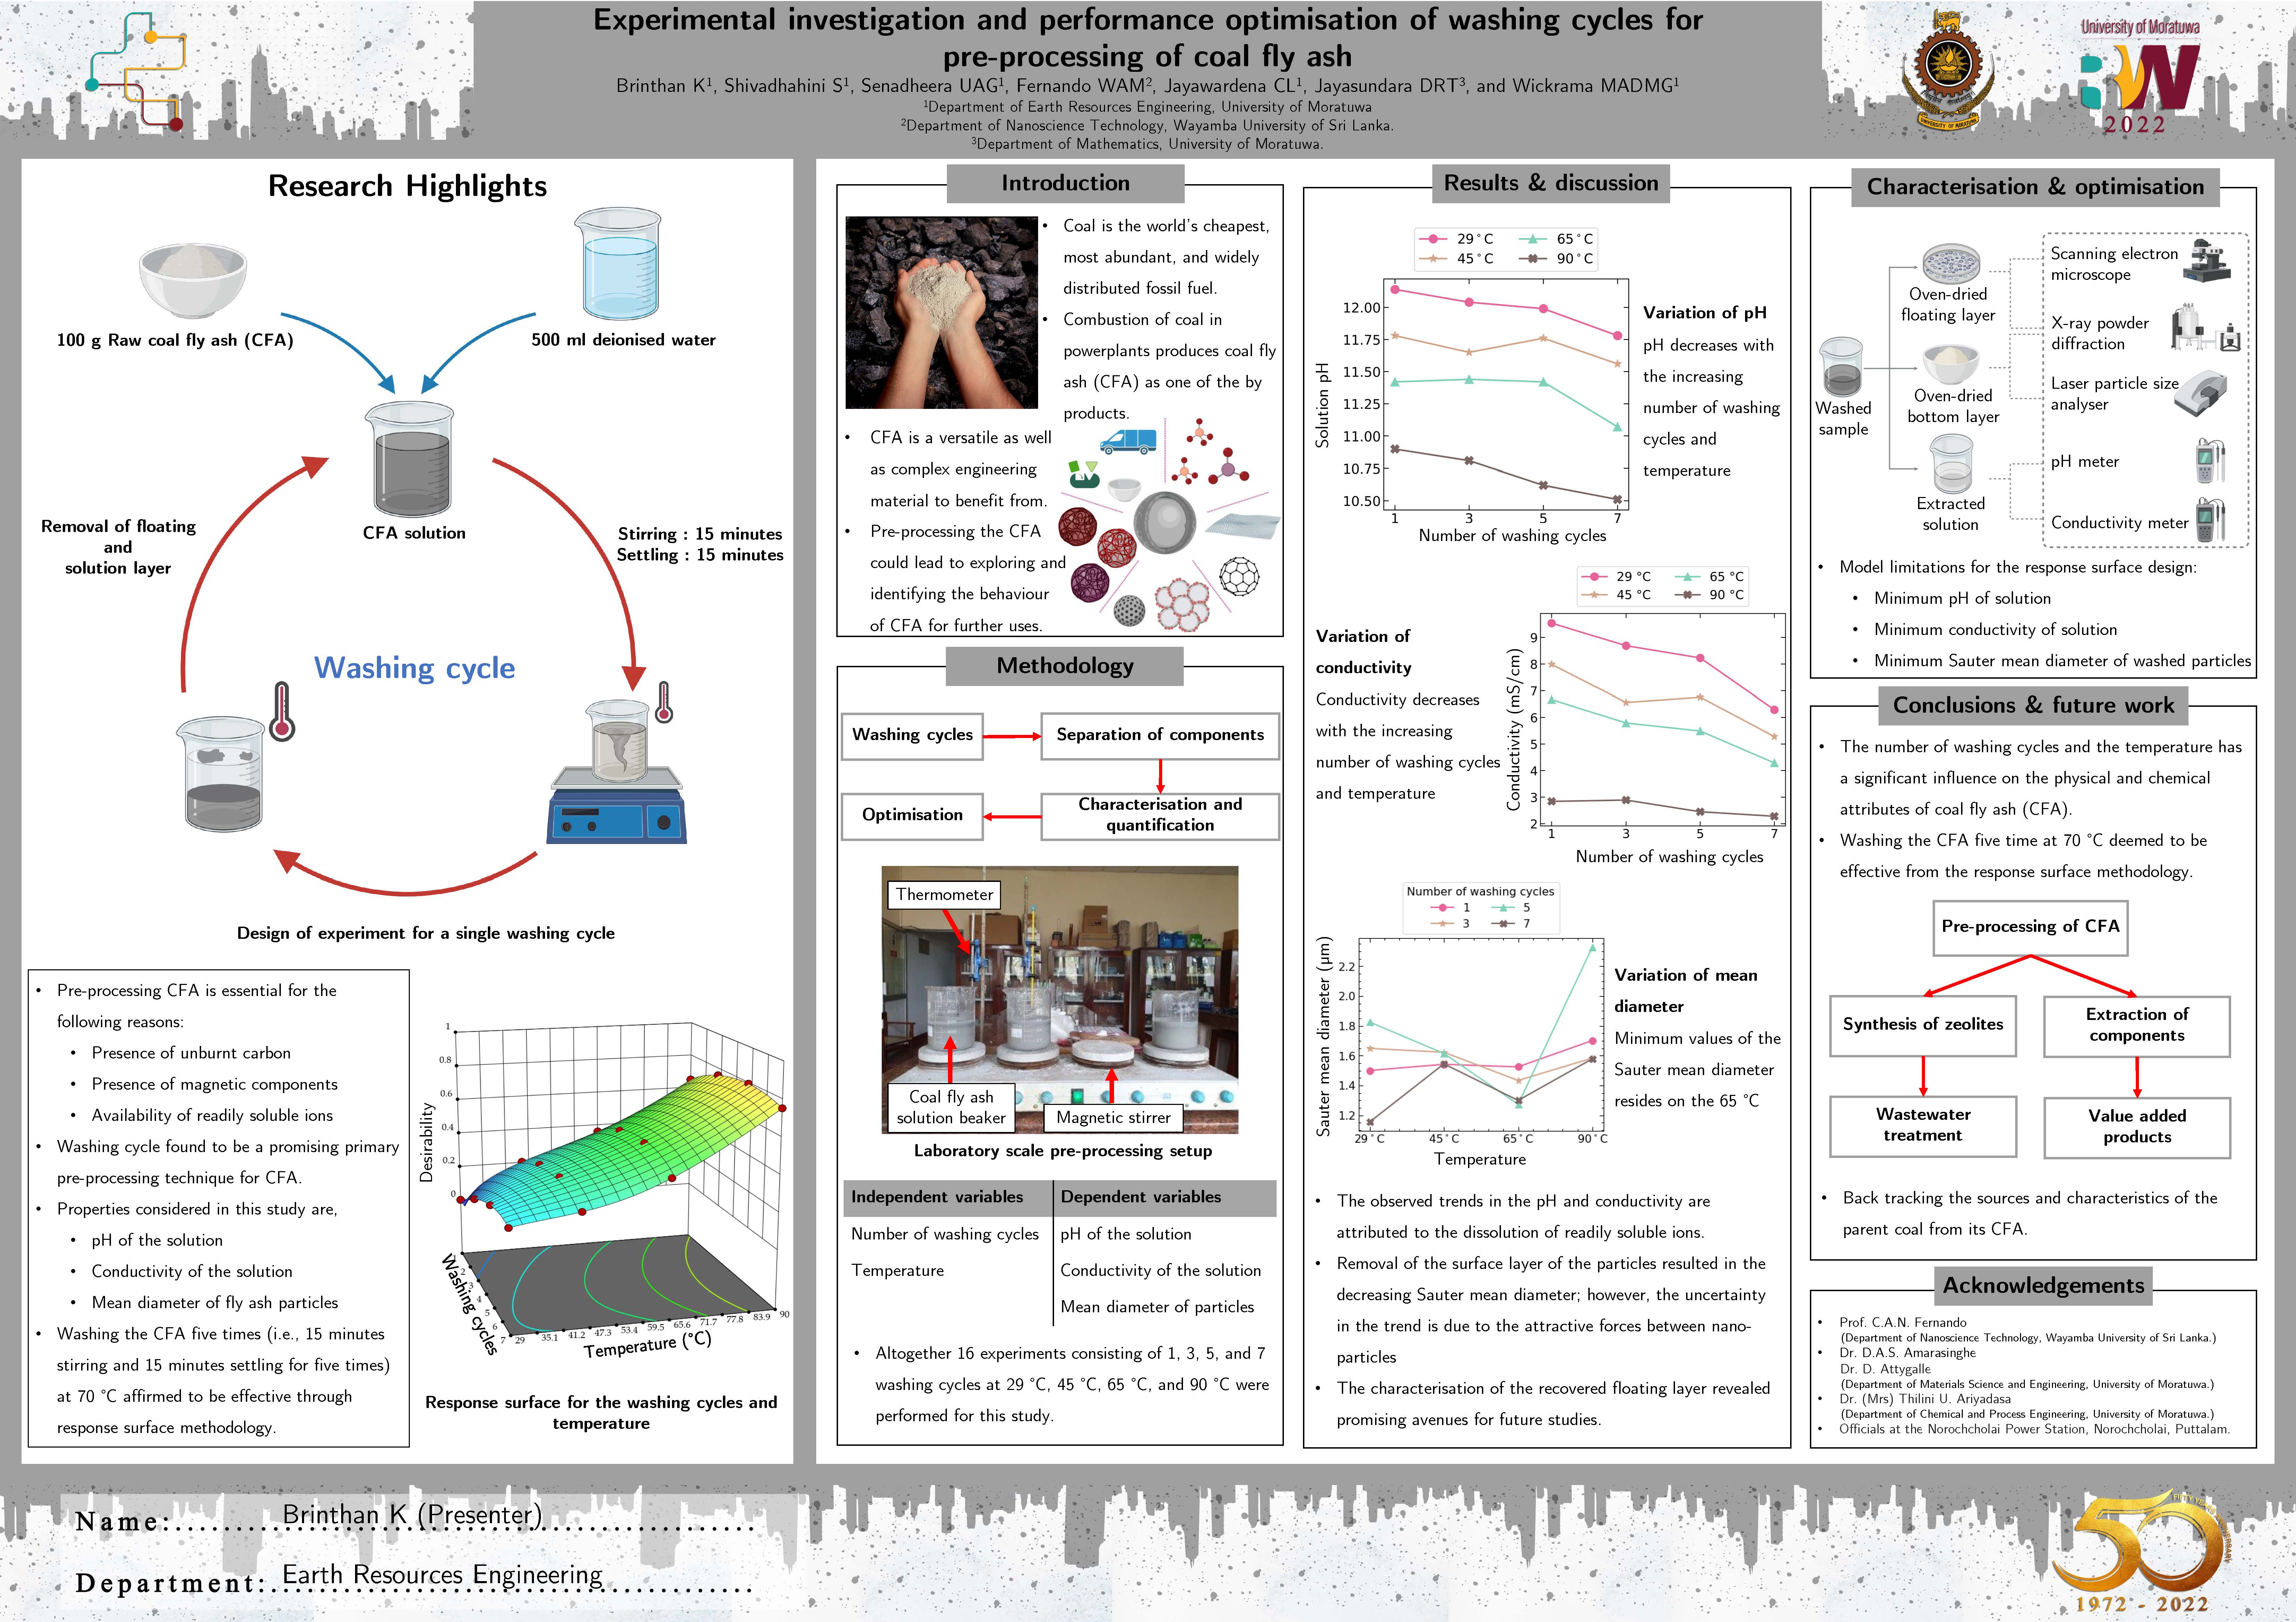 Experimental investigation and performance optimisation of washing cycles for
pre-processing of coal fly ash
Brinthan K1, Shivadhahini S1, Senadheera UAG1, Fernando WAM2, Jayawardena CL1, Jayasundara DRT3, and Wickrama MADMG1
1Department of Earth Resources Engineering, University of Moratuwa
2Department of Nanoscience Technology, Wayamba University of Sri Lanka.
3Department of Mathematics, University of Moratuwa.
UNIVERSITY OF MORATUWA
University of Moratuwa
RW
2022
Research Highlights
100 g Raw coal fly ash (CFA)
500 ml deionised water
CFA solution
Removal of floating
and
solution layer
Stirring : 15 minutes
Settling : 15 minutes
Washing cycle
Design of experiment for a single washing cycle
• Pre-processing CFA is essential for the
following reasons:
• Presence of unburnt carbon
• Presence of magnetic components
• Availability of readily soluble ions
• Washing cycle found to be a promising primary
pre-processing technique for CFA.
• Properties considered in this study are,
• pH of the solution
• Conductivity of the solution
• Mean diameter of fly ash particles
• Washing the CFA five times (i.e., 15 minutes
stirring and 15 minutes settling for five times)
at 70 °C affirmed to be effective through
response surface methodology.
Desirability
1
0.8
0.6
0.4
0.2
0
Washing cycles
2
3
4
5
6
7
29 35.1 41.2 47.3 53.4 59.5 65.6 71.7 77.8 83.9 90
Temperature (°C)
Response surface for the washing cycles and
temperature
Introduction
• Coal is the world's cheapest,
most abundant, and widely
distributed fossil fuel.
• Combustion of coal in
powerplants produces coal fly
ash (CFA) as one of the by
products.
• CFA is a versatile as well
as complex engineering
material to benefit from.
• Pre-processing the CFA
could lead to exploring and
identifying the behaviour
of CFA for further uses.
Methodology
Washing cycles
Separation of components
Optimisation
Characterisation and
quantification
Thermometer
Coal fly ash
solution beaker
Magnetic stirrer
Laboratory scale pre-processing setup
Independent variables Dependent variables
Number of washing cycles pH of the solution
Temperature Conductivity of the solution
Mean diameter of particles
• Altogether 16 experiments consisting of 1, 3, 5, and 7
washing cycles at 29 °C, 45 °C, 65 °C, and 90 °C were
performed for this study.
Results & discussion
29°C 65°C
45°C 90°C
Solution pH
12.00
11.75
11.50
11.25
11.00
10.75
10.50
1 3 5 7
Number of washing cycles
Variation of pH
pH decreases with
the increasing
number of washing
cycles and
temperature
29 °C 65 °C
45 °C 90 °C
Variation of
conductivity
Conductivity decreases
with the increasing
number of washing cycles
and temperature
Conductivity (mS/cm)
9
8
7
6
5
4
3
2
1 3 5 7
Number of washing cycles
Number of washing cycles
1 5
3 7
Sauter mean diameter (μm)
2.2
2.0
1.8
1.6
1.4
1.2
29°C 45°C 65°C 90°C
Temperature
Variation of mean
diameter
Minimum values of the
Sauter mean diameter
resides on the 65 °C
• The observed trends in the pH and conductivity are
attributed to the dissolution of readily soluble ions.
• Removal of the surface layer of the particles resulted in the
decreasing Sauter mean diameter; however, the uncertainty
in the trend is due to the attractive forces between nano-
particles
• The characterisation of the recovered floating layer revealed
promising avenues for future studies.
Characterisation & optimisation
Washed
sample
Oven-dried
floating layer
Oven-dried
bottom layer
Extracted
solution
Scanning electron
microscope
X-ray powder
diffraction
Laser particle size
analyser
pH meter
Conductivity meter
• Model limitations for the response surface design:
• Minimum pH of solution
• Minimum conductivity of solution
• Minimum Sauter mean diameter of washed particles
Conclusions & future work
• The number of washing cycles and the temperature has
a significant influence on the physical and chemical
attributes of coal fly ash (CFA).
• Washing the CFA five time at 70 °C deemed to be
effective from the response surface methodology.
Pre-processing of CFA
Synthesis of zeolites
Extraction of
components
Wastewater
treatment
Value added
products
• Back tracking the sources and characteristics of the
parent coal from its CFA.
Acknowledgements
• Prof. C.A.N. Fernando
(Department of Nanoscience Technology, Wayamba University of Sri Lanka.)
• Dr. D.A.S. Amarasinghe
Dr. D. Attygalle
(Department of Materials Science and Engineering, University of Moratuwa.)
• Dr. (Mrs) Thilini U. Ariyadasa
(Department of Chemical and Process Engineering, University of Moratuwa.)
• Officials at the Norochcholai Power Station, Norochcholai, Puttalam.
Name: Brinthan K (Presenter)
Department: Earth Resources Engineering
50
1972 - 2022